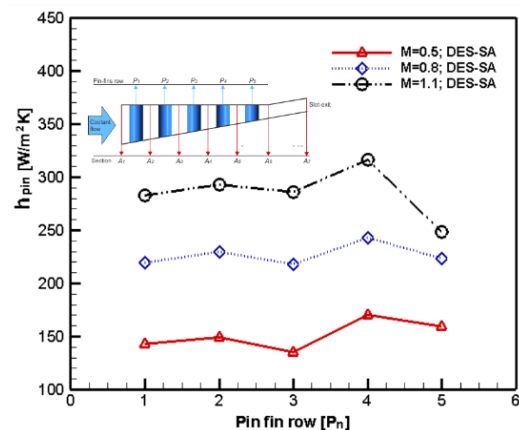 450
400
350
300
250
200
150
100
h_pin [W/m²K]
M=0.5; DES-SA
M=0.8; DES-SA
M=1.1; DES-SA
Pin-fins row P₁ P₂ P₃ P₄ P₅
Slot exit
Coolant
flow
Section A₁ A₂ A₃ A₄ A₅ A₆ A₇
0 1 2 3 4 5 6
Pin fin row [Pₙ]